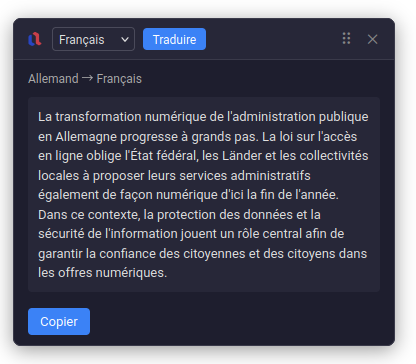 Français
Traduire
Allemand → Français
La transformation numérique de l'administration publique
en Allemagne progresse à grands pas. La loi sur l'accès
en ligne oblige l'État fédéral, les Länder et les collectivités
locales à proposer leurs services administratifs
également de façon numérique d'ici la fin de l'année.
Dans ce contexte, la protection des données et la
sécurité de l'information jouent un rôle central afin de
garantir la confiance des citoyennes et des citoyens dans
les offres numériques.
Copier